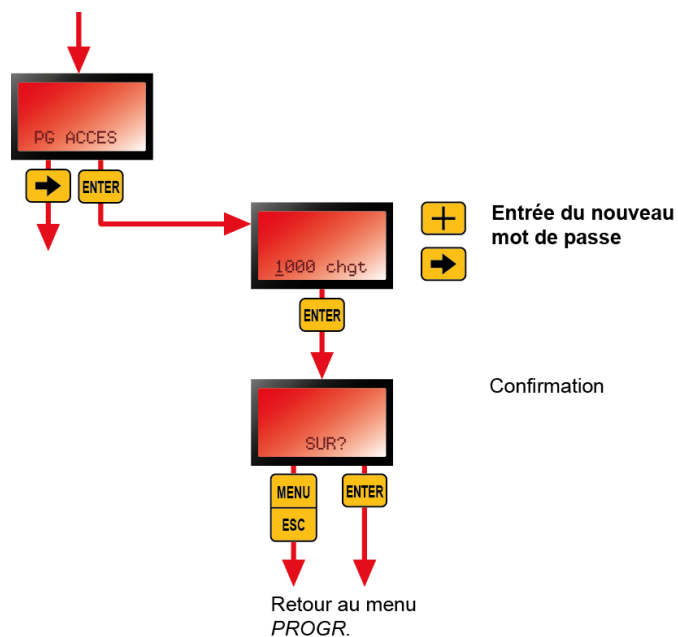 PG ACCES
ENTER
1000 chgt
Entrée du nouveau
mot de passe
ENTER
Confirmation
SUR?
MENU
ESC
ENTER
Retour au menu
PROGR.